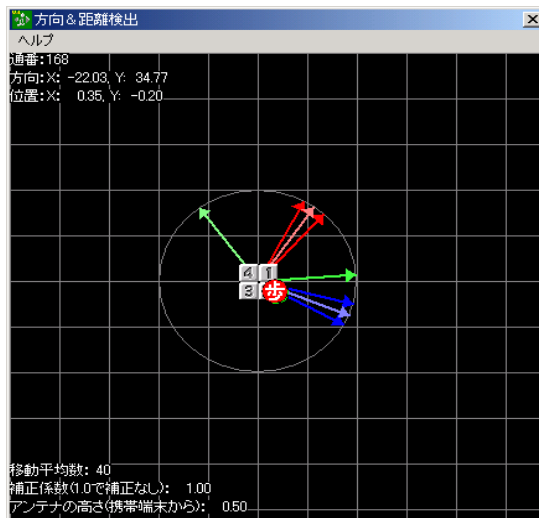 方向&距離検出
ヘルプ
通番:168
方向:X: -22.03, Y: 34.77
位置:X: 0.35, Y: -0.20
4 1
3 歩
移動平均数: 40
補正係数(1.0で補正なし): 1.00
アンテナの高さ(携帯端末から): 0.50